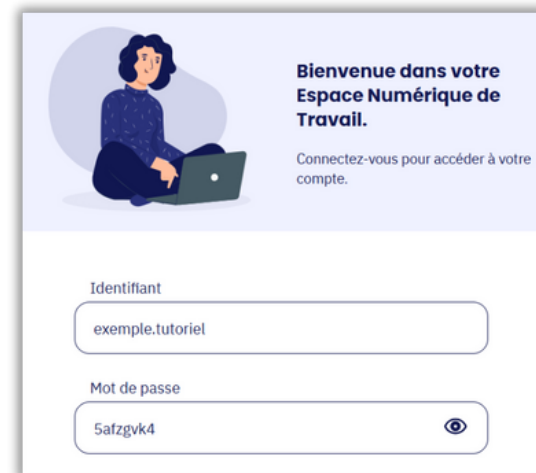 Bienvenue dans votre
Espace Numérique de
Travail.
Connectez-vous pour accéder à votre
compte.
Identifiant
exemple.tutoriel
Mot de passe
5afzgvk4